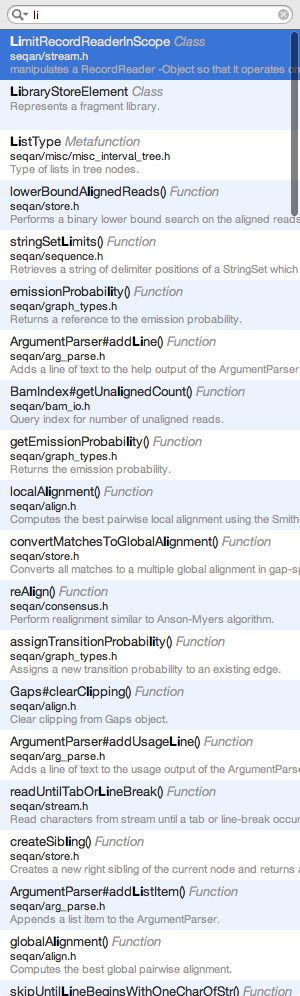 li
LimitRecordReaderInScope Class
seqan/stream.h
manipulates a RecordReader -Object so that it operates on
LibraryStoreElement Class
Represents a fragment library.
ListType Metafunction
seqan/misc/misc_interval_tree.h
Type of lists in tree nodes.
lowerBoundAlignedReads() Function
seqan/store.h
Performs a binary lower bound search on the aligned reads
stringSetLimits() Function
seqan/sequence.h
Retrieves a string of delimiter positions of a StringSet which
emissionProbability() Function
seqan/graph_types.h
Returns a reference to the emission probability.
ArgumentParser#addLine() Function
seqan/arg_parse.h
Adds a line of text to the help output of the ArgumentParser
BamIndex#getUnalignedCount() Function
seqan/bam_io.h
Query index for number of unaligned reads.
getEmissionProbability() Function
seqan/graph_types.h
Returns the emission probability.
localAlignment() Function
seqan/align.h
Computes the best pairwise local alignment using the Smith
convertMatchesToGlobalAlignment() Function
seqan/store.h
Converts all matches to a multiple global alignment in gap-s
reAlign() Function
seqan/consensus.h
Perform realignment similar to Anson-Myers algorithm.
assignTransitionProbability() Function
seqan/graph_types.h
Assigns a new transition probability to an existing edge.
Gaps#clearClipping() Function
seqan/align.h
Clear clipping from Gaps object.
ArgumentParser#addUsageLine() Function
seqan/arg_parse.h
Adds a line of text to the usage output of the ArgumentParse
readUntilTabOrLineBreak() Function
seqan/stream.h
Read characters from stream until a tab or line-break occur
createSibling() Function
seqan/store.h
Creates a new right sibling of the current node and returns a
ArgumentParser#addListItem() Function
seqan/arg_parse.h
Appends a list item to the ArgumentParser.
globalAlignment() Function
seqan/align.h
Computes the best global pairwise alignment.
skipUntilLineBeginsWithOneCharOfStr() Function